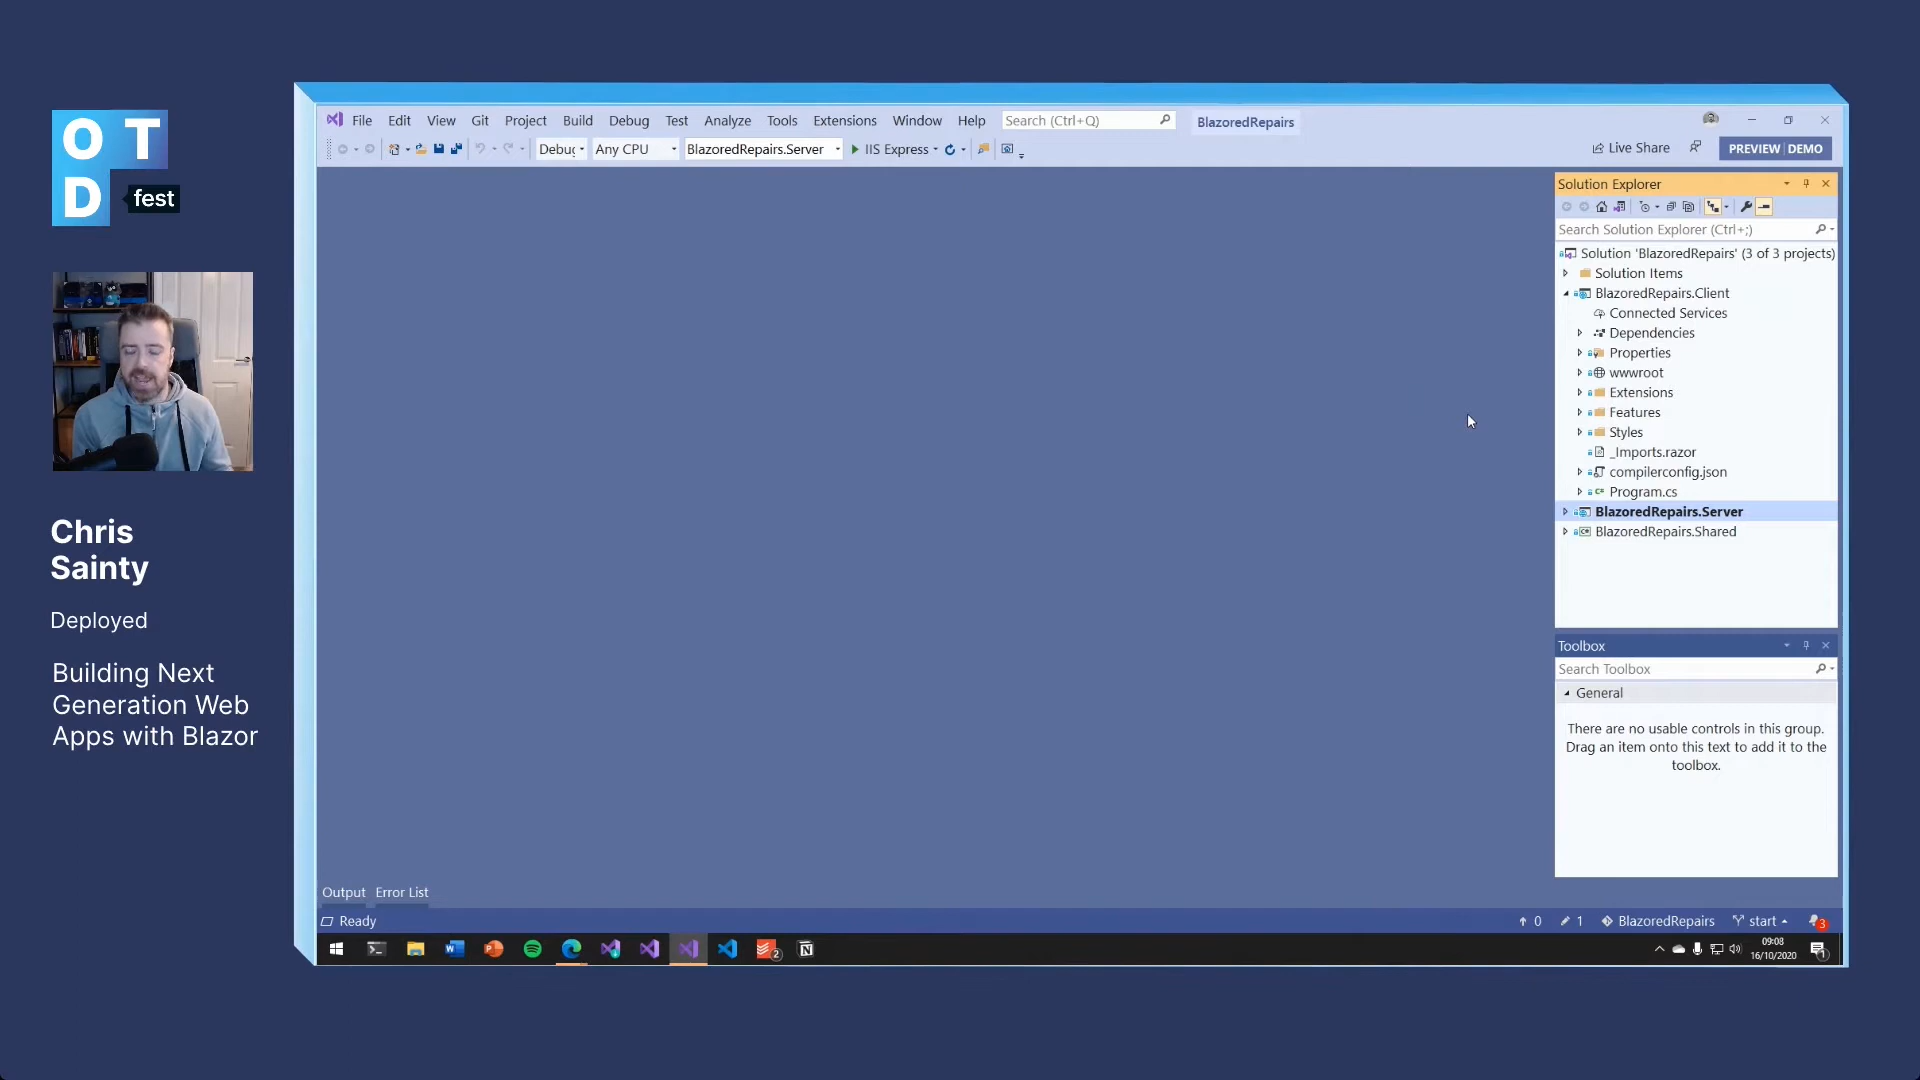 O T
D fest
Chris
Sainty
Deployed
Building Next
Generation Web
Apps with Blazor
File Edit View Git Project Build Debug Test Analyze Tools Extensions Window Help Search (Ctrl+Q) BlazoredRepairs
Debug Any CPU BlazoredRepairs.Server IIS Express Live Share PREVIEW DEMO
Solution Explorer
Search Solution Explorer (Ctrl+;)
Solution 'BlazoredRepairs' (3 of 3 projects)
Solution Items
BlazoredRepairs.Client
Connected Services
Dependencies
Properties
wwwroot
Extensions
Features
Styles
_Imports.razor
compilerconfig.json
C# Program.cs
BlazoredRepairs.Server
BlazoredRepairs.Shared
Toolbox
Search Toolbox
General
There are no usable controls in this group.
Drag an item onto this text to add it to the
toolbox.
Output Error List
Ready 0 1 BlazoredRepairs start 3
2 09:08
16/10/2020 1